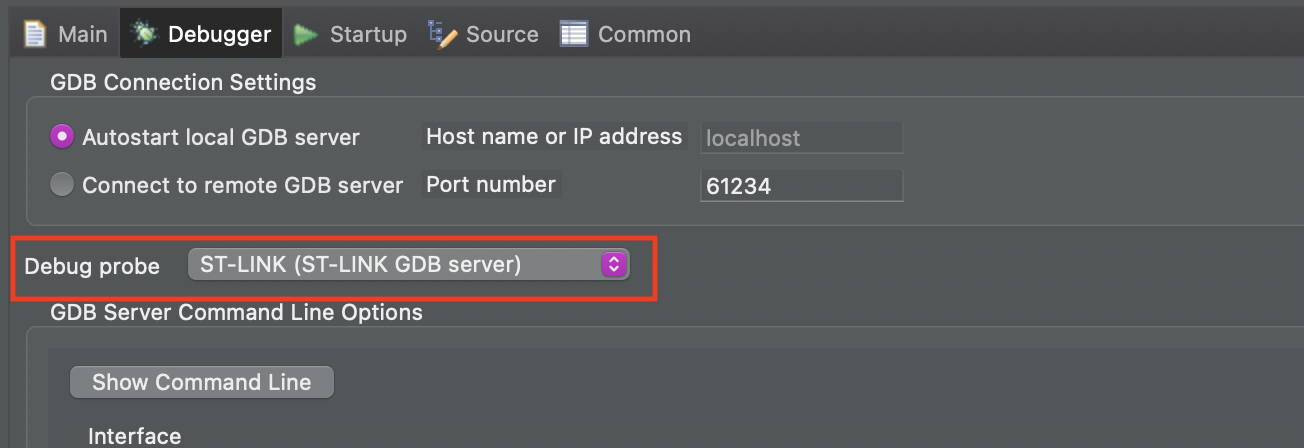 Main Debugger Startup Source Common
GDB Connection Settings
Autostart local GDB server Host name or IP address localhost
Connect to remote GDB server Port number 61234
Debug probe ST-LINK (ST-LINK GDB server)
GDB Server Command Line Options
Show Command Line
Interface